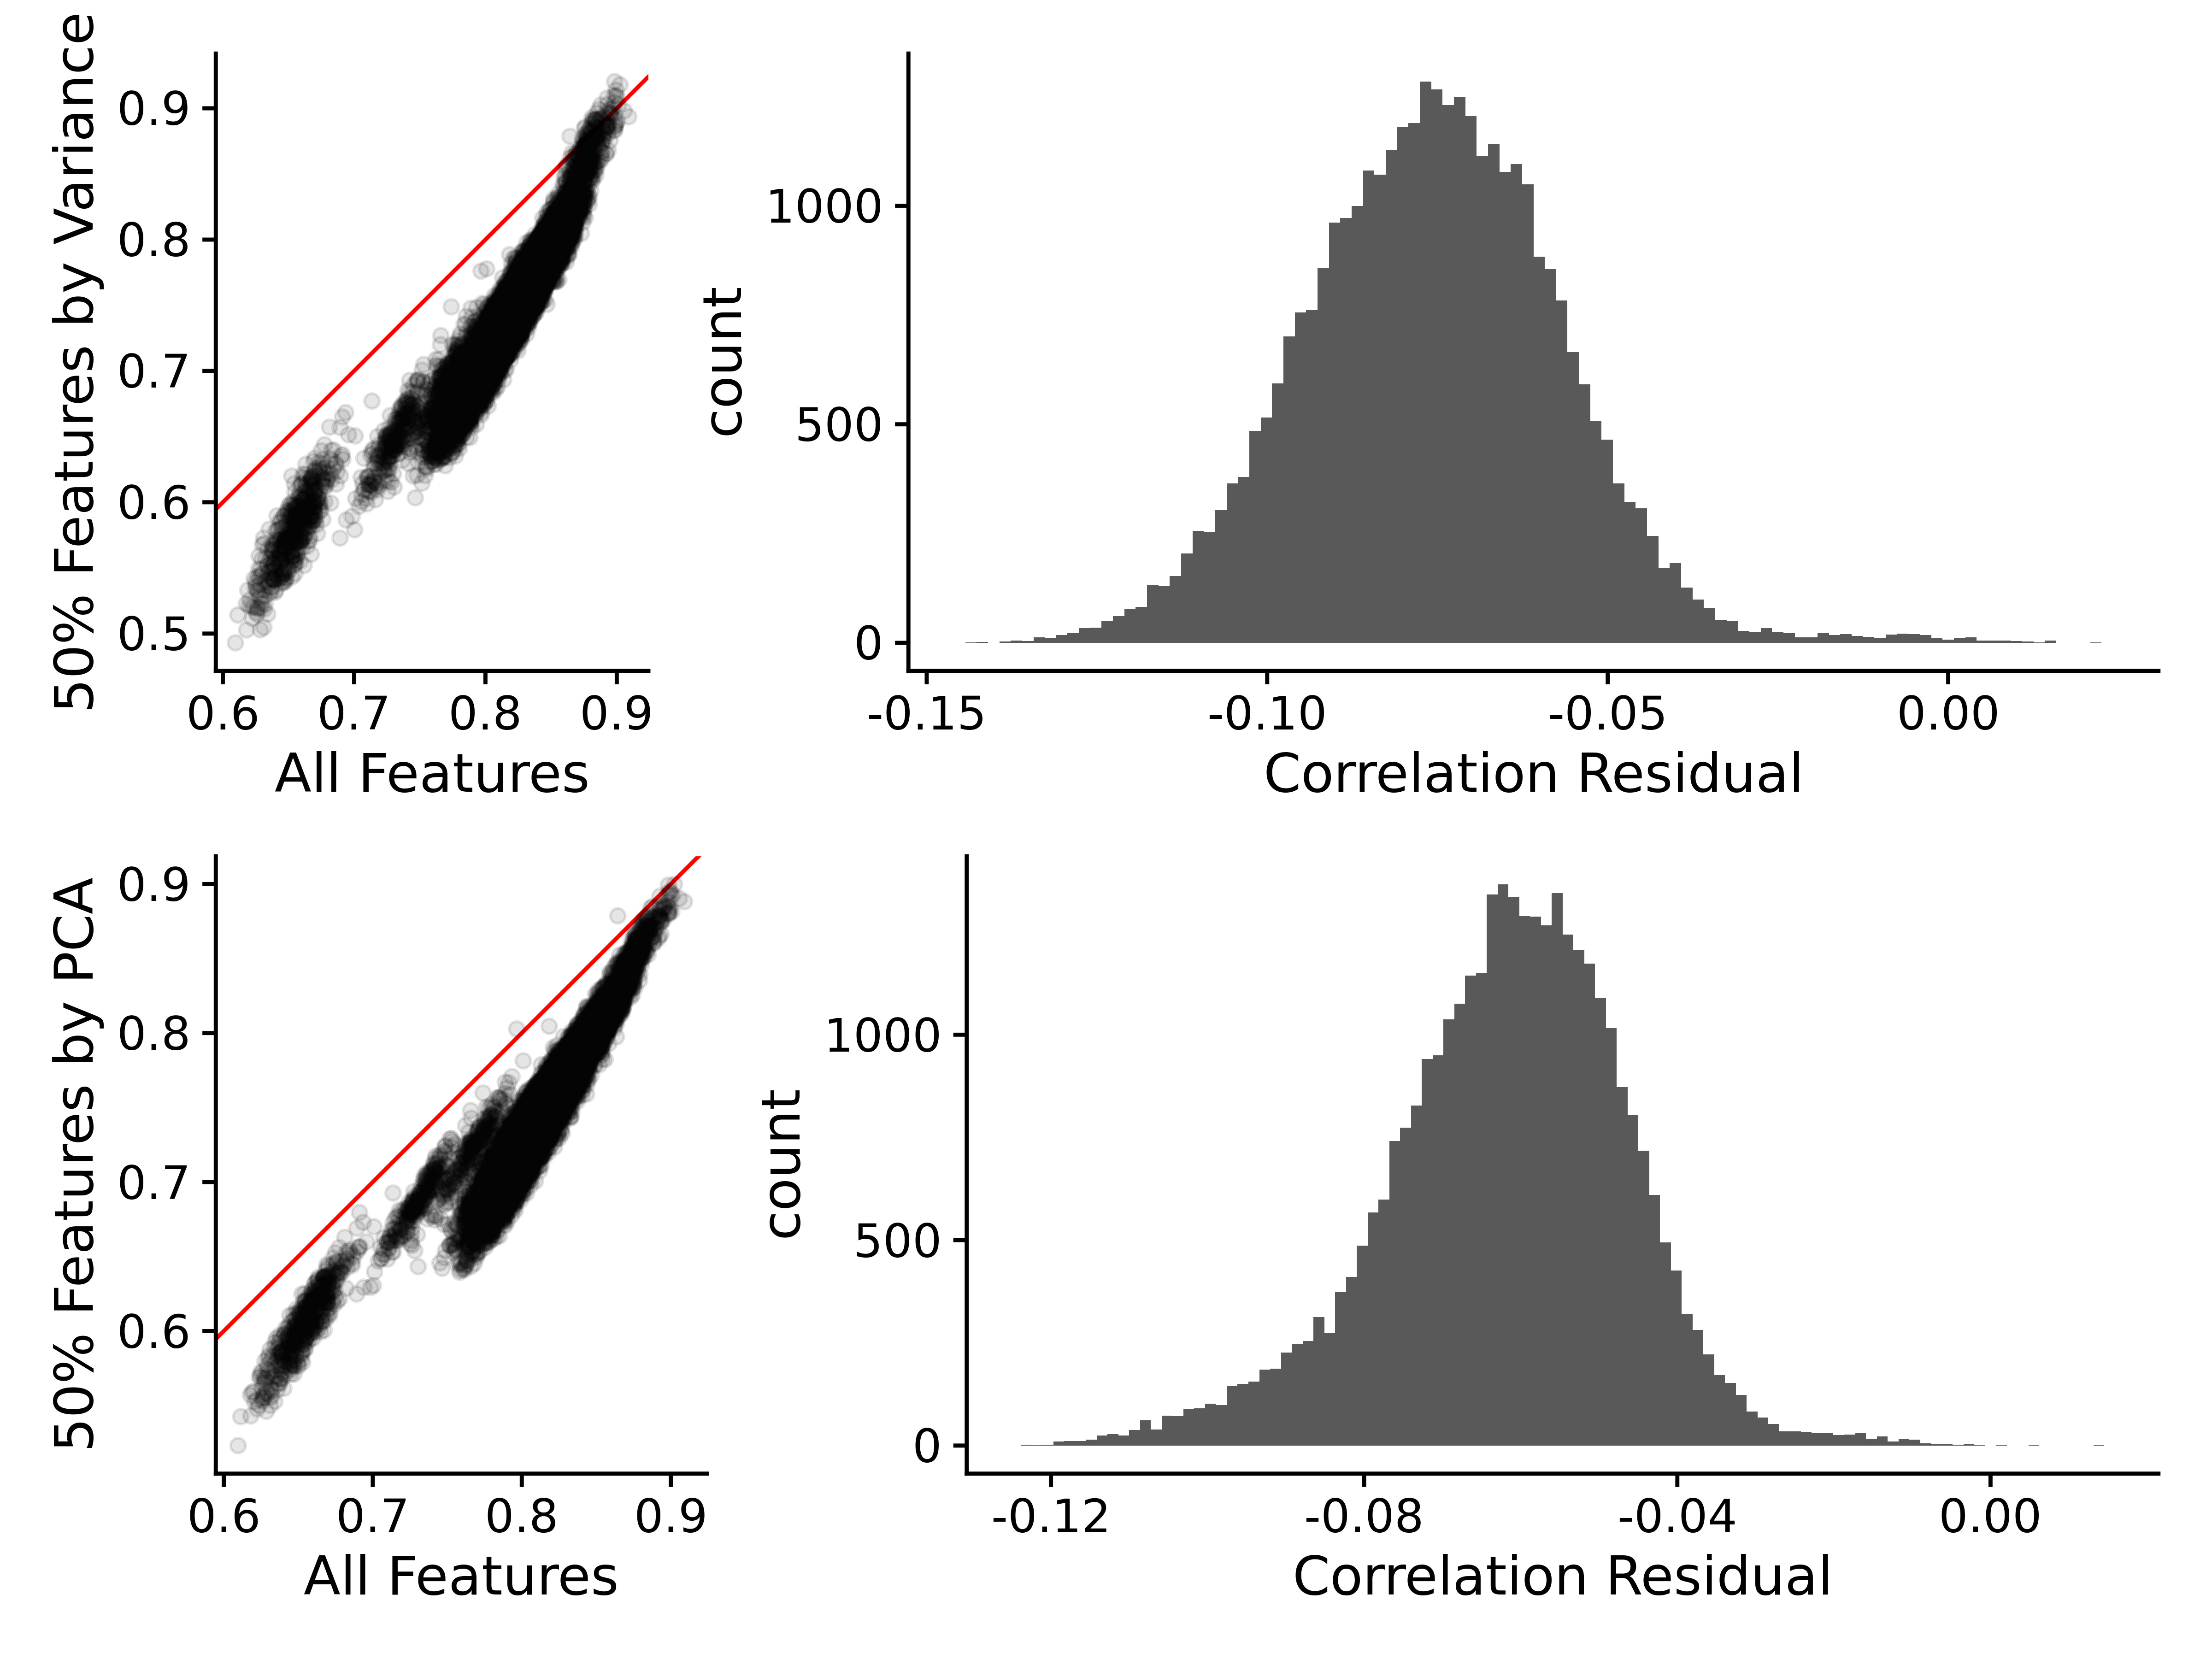 50% Features by Variance
0.9
0.8
0.7
0.6
0.5
0.6 0.7 0.8 0.9
All Features
count
1000
500
0
-0.15 -0.10 -0.05 0.00
Correlation Residual
50% Features by PCA
0.9
0.8
0.7
0.6
0.6 0.7 0.8 0.9
All Features
count
1000
500
0
-0.12 -0.08 -0.04 0.00
Correlation Residual